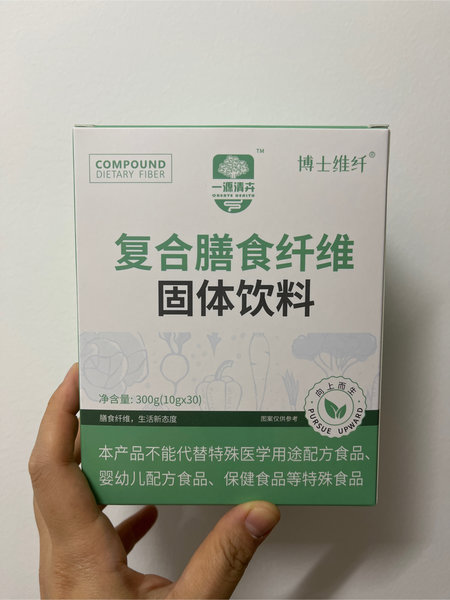 COMPOUND
DIETARY FIBER
TM
一源清卉
ONEEYE HEALTH
博士维纤®
复合膳食纤维
固体饮料
净含量: 300g(10gx30)
膳食纤维，生活新态度
图案仅供参考
向上而生
PURSUE UPWARD
本产品不能代替特殊医学用途配方食品、
婴幼儿配方食品、保健食品等特殊食品